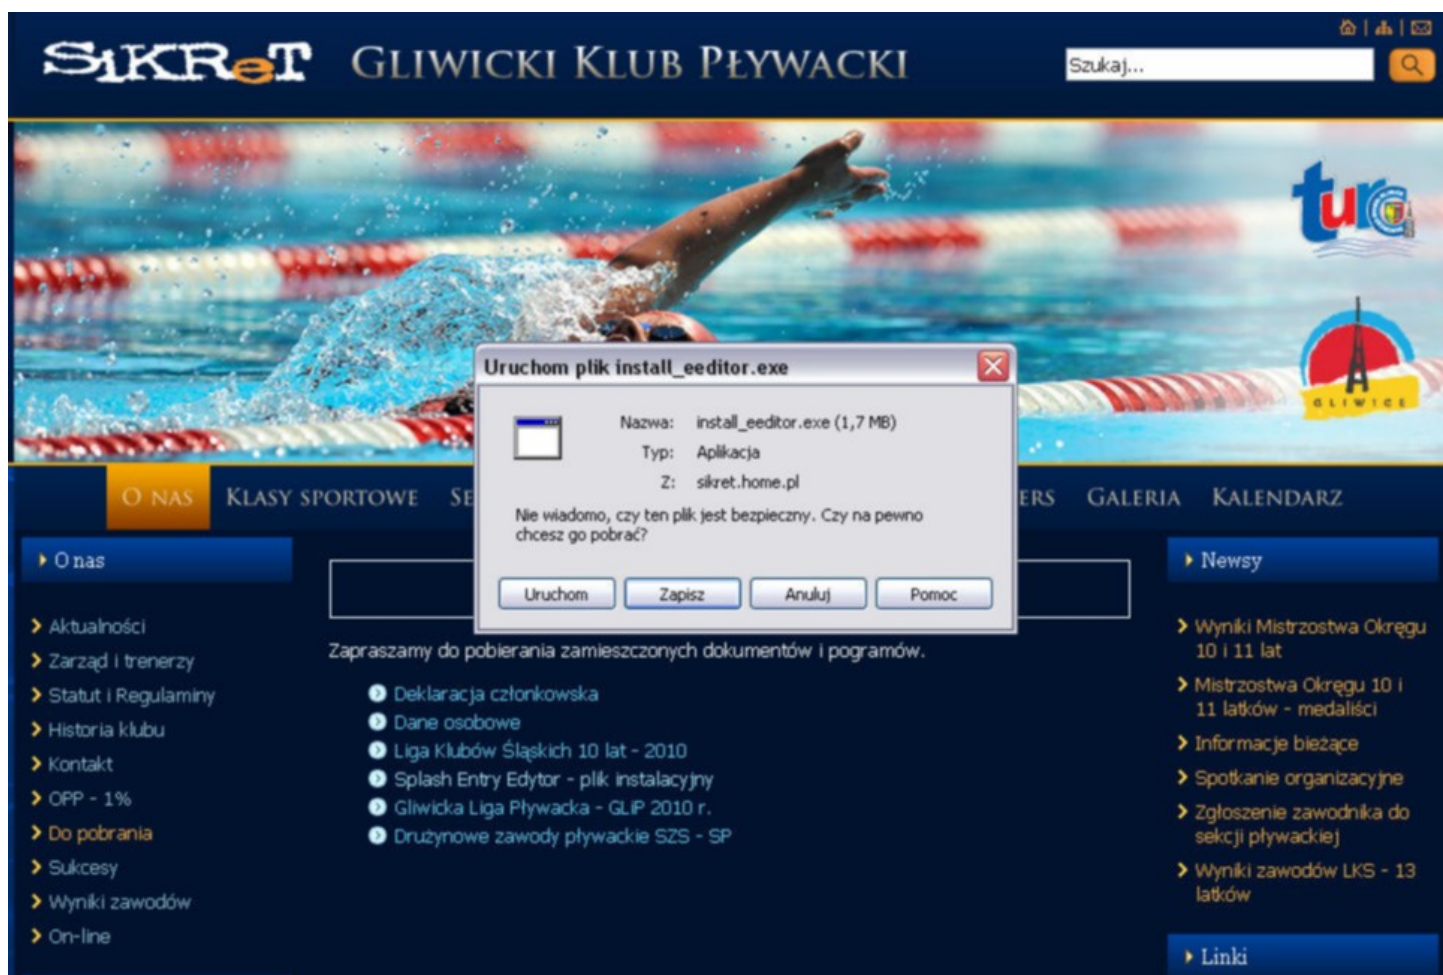 SiKReT
GLIWICKI KLUB PŁYWACKI
Szukaj...
turc
GLIWICE
Uruchom plik install_eeditor.exe
Nazwa: install_eeditor.exe (1,7 MB)
Typ: Aplikacja
Z: sikret.home.pl
Nie wiadomo, czy ten plik jest bezpieczny. Czy na pewno
chcesz go pobrać?
Uruchom Zapisz Anuluj Pomoc
O NAS KLASY SPORTOWE GALERIA KALENDARZ
O nas
Aktualności
Zarząd i trenerzy
Statut i Regulaminy
Historia klubu
Kontakt
OPP - 1%
Do pobrania
Sukcesy
Wyniki zawodów
On-line
Zapraszamy do pobierania zamieszczonych dokumentów i pogramów.
Deklaracja członkowska
Dane osobowe
Liga Klubów Śląskich 10 lat - 2010
Splash Entry Edytor - plik instalacyjny
Gliwicka Liga Pływacka - GLiP 2010 r.
Drużynowe zawody pływackie SZS - SP
Newsy
Wyniki Mistrzostwa Okręgu
10 i 11 lat
Mistrzostwa Okręgu 10 i
11 latków - medaliści
Informacje bieżące
Spotkanie organizacyjne
Zgłoszenie zawodnika do
sekcji pływackiej
Wyniki zawodów LKS - 13
latków
Linki